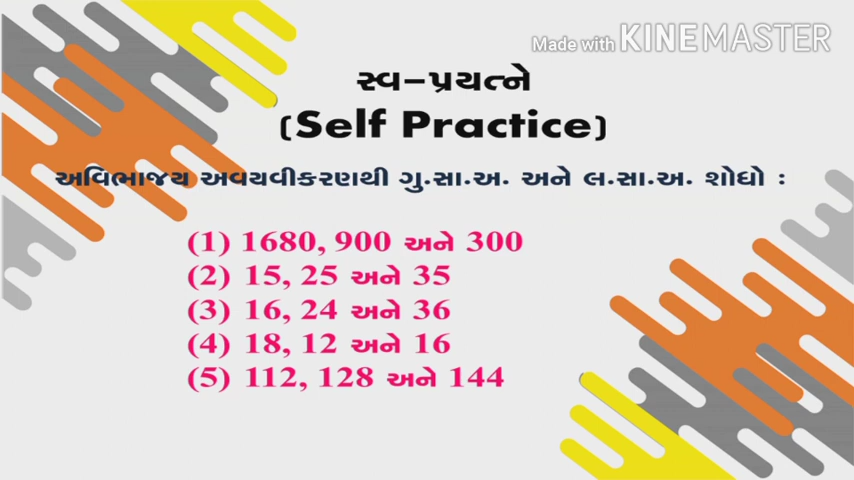 Made with KINEMASTER
સ્વ-પ્રયત્ને
(Self Practice)
અવિભાજ્ય અવયવીકરણથી ગુ.સા.અ. અને લ.સા.અ. શોધો :
(1) 1680, 900 અને 300
(2) 15, 25 અને 35
(3) 16, 24 અને 36
(4) 18, 12 અને 16
(5) 112, 128 અને 144